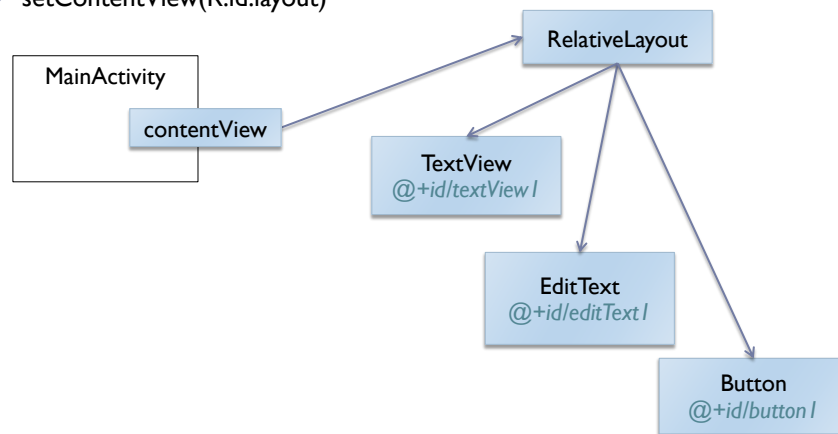 setContentView(R.id.layout)
RelativeLayout
MainActivity
contentView
TextView
@+id/textView1
EditText
@+id/editText1
Button
@+id/button1